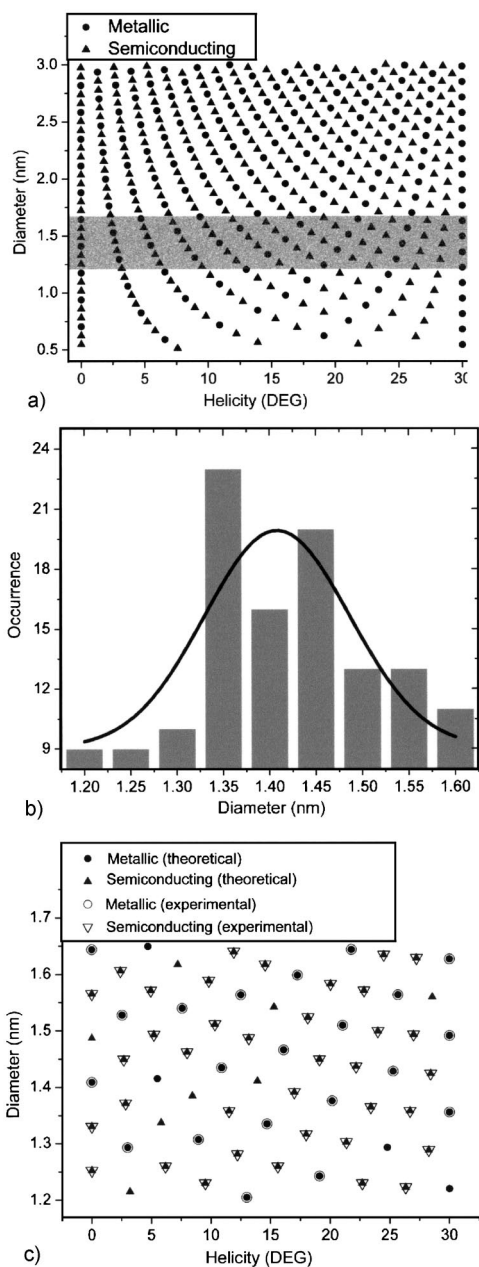 Metallic
Semiconducting
3.0
2.5
2.0
1.5
1.0
0.5
Diameter (nm)
0 5 10 15 20 25 30
Helicity (DEG)
a)
24
21
18
15
12
9
Occurrence
1.20 1.25 1.30 1.35 1.40 1.45 1.50 1.55 1.60
Diameter (nm)
b)
Metallic (theoretical)
Semiconducting (theoretical)
Metallic (experimental)
Semiconducting (experimental)
1.7
1.6
1.5
1.4
1.3
1.2
Diameter (nm)
0 5 10 15 20 25 30
Helicity (DEG)
c)